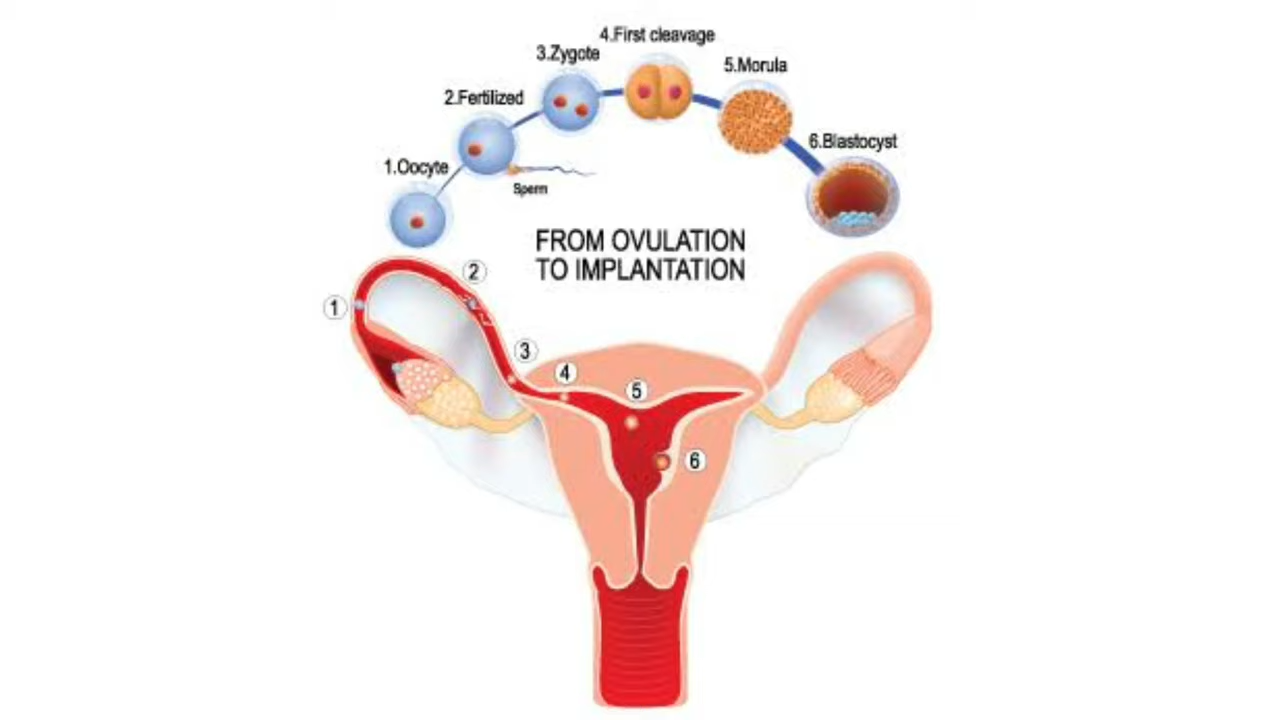 4.First cleavage
3.Zygote
5.Morula
2.Fertilized
6.Blastocyst
1.Oocyte
Sperm
FROM OVULATION
TO IMPLANTATION
2
1
3
4
5
6